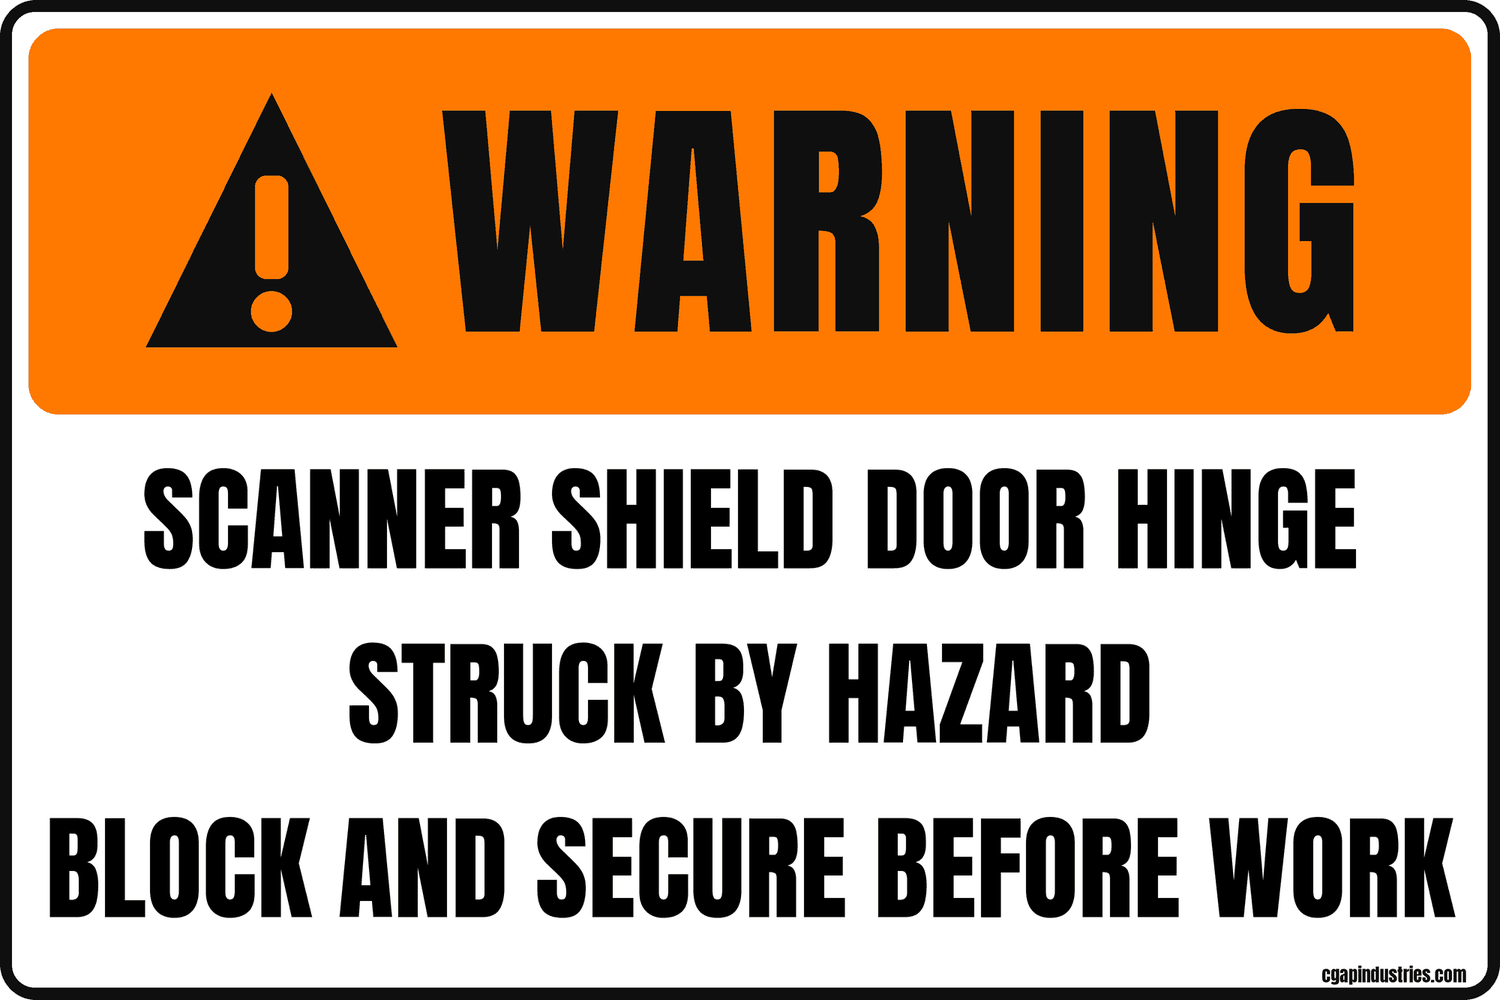 WARNING
SCANNER SHIELD DOOR HINGE
STRUCK BY HAZARD
BLOCK AND SECURE BEFORE WORK
cgapindustries.com